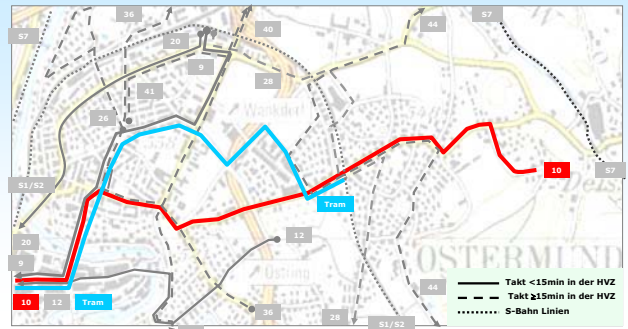 36
S7
20
40
44
S7
9
28
41
Wankdorf
26
S1/S2
10
S7
Tram
20
12
9
OSTERMUND
10
12
Tram
36
28
S1/S2
44
Takt <15min in der HVZ
Takt ≥15min in der HVZ
S-Bahn Linien